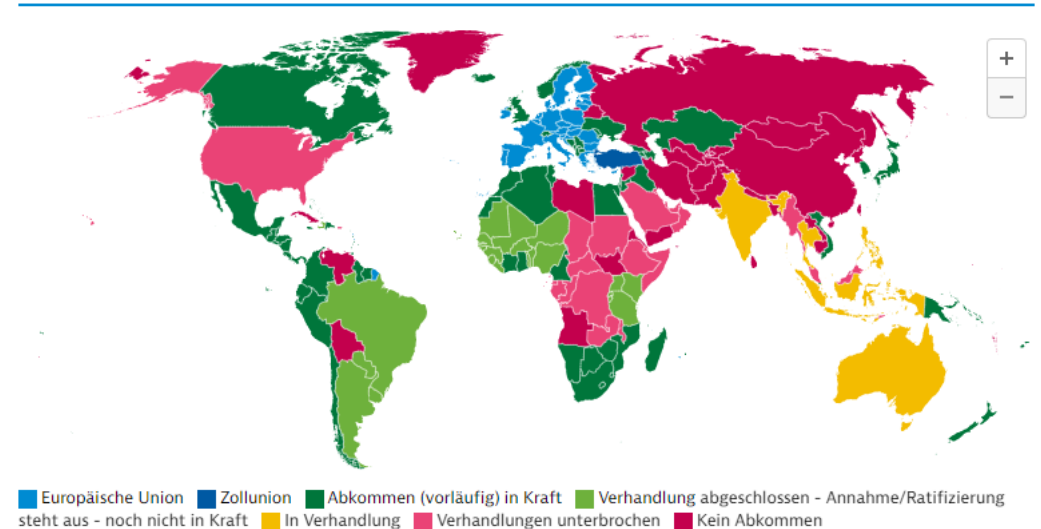 +
−
Europäische Union Zollunion Abkommen (vorläufig) in Kraft Verhandlung abgeschlossen - Annahme/Ratifizierung
steht aus - noch nicht in Kraft In Verhandlung Verhandlungen unterbrochen Kein Abkommen